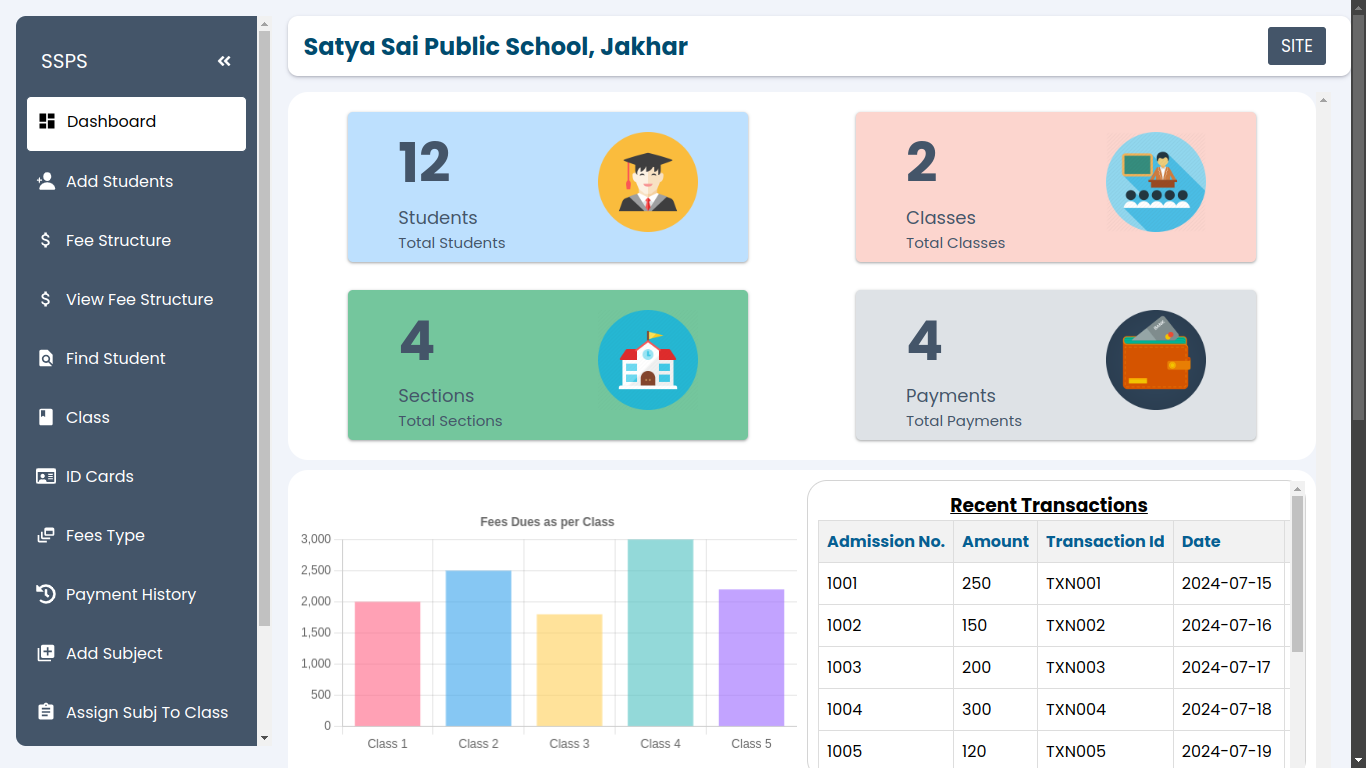 SSPS
Dashboard
Add Students
Fee Structure
View Fee Structure
Find Student
Class
ID Cards
Fees Type
Payment History
Add Subject
Assign Subj To Class
Satya Sai Public School, Jakhar
SITE
12
Students
Total Students
2
Classes
Total Classes
4
Sections
Total Sections
4
Payments
Total Payments
Fees Dues as per Class
3,000
2,500
2,000
1,500
1,000
500
0
Class 1 Class 2 Class 3 Class 4 Class 5
Recent Transactions
Admission No. Amount Transaction Id Date
1001 250 TXN001 2024-07-15
1002 150 TXN002 2024-07-16
1003 200 TXN003 2024-07-17
1004 300 TXN004 2024-07-18
1005 120 TXN005 2024-07-19